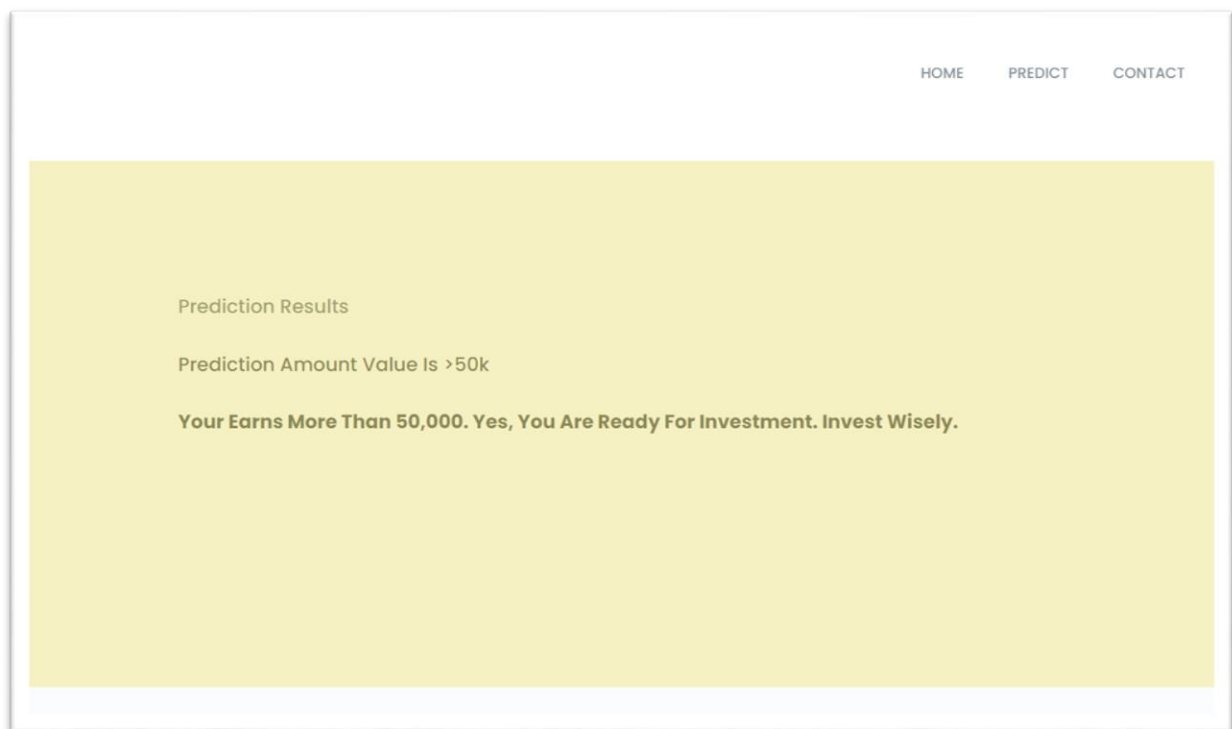 HOME PREDICT CONTACT
Prediction Results
Prediction Amount Value Is >50k
Your Earns More Than 50,000. Yes, You Are Ready For Investment. Invest Wisely.